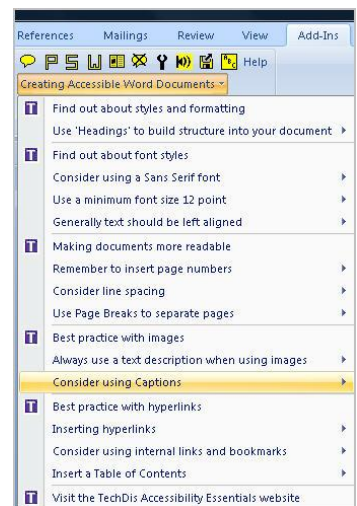 References Mailings Review View Add-Ins
Help
Creating Accessible Word Documents
T Find out about styles and formatting
Use 'Headings' to build structure into your document
T Find out about font styles
Consider using a Sans Serif font
Use a minimum font size 12 point
Generally text should be left aligned
T Making documents more readable
Remember to insert page numbers
Consider line spacing
Use Page Breaks to separate pages
T Best practice with images
Always use a text description when using images
Consider using Captions
T Best practice with hyperlinks
Inserting hyperlinks
Consider using internal links and bookmarks
Insert a Table of Contents
T Visit the TechDis Accessibility Essentials website